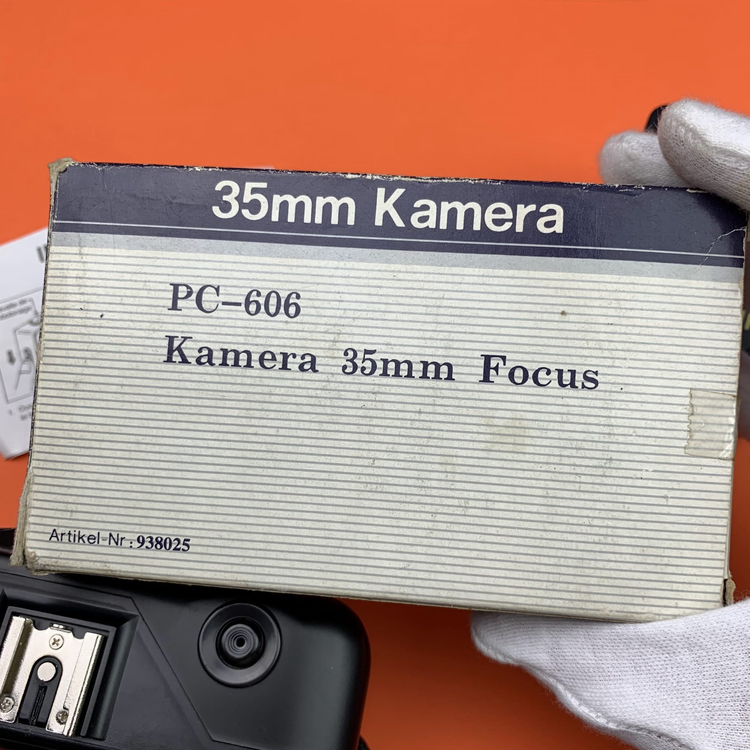 35mm Kamera
PC-606
Kamera 35mm Focus
Artikel-Nr.: 938025